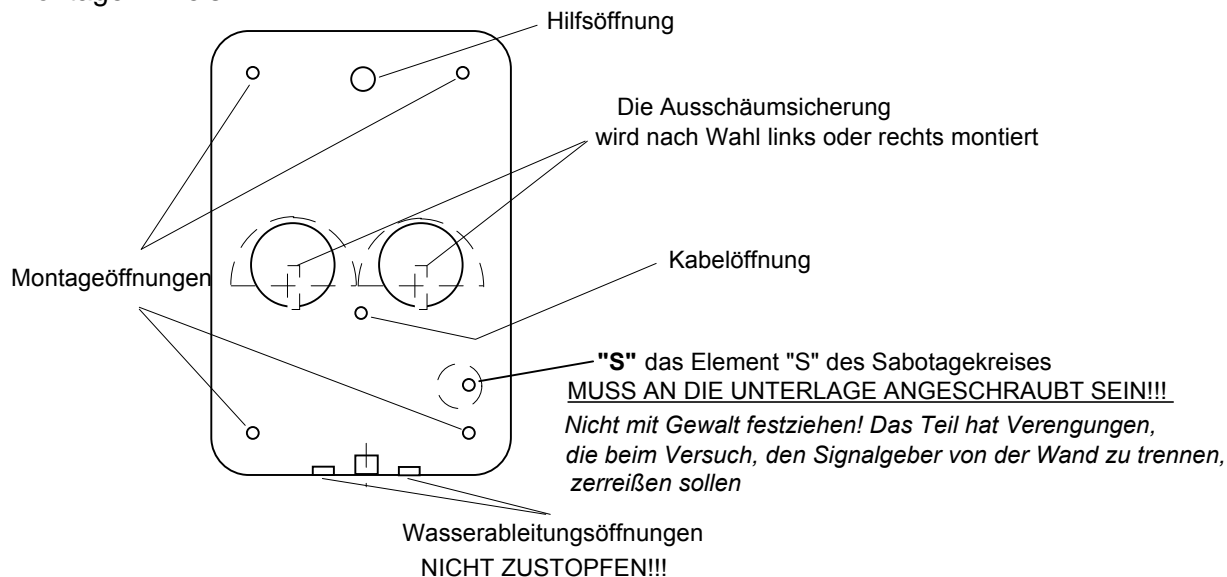 Hilfsöffnung
Die Ausschäumsicherung
wird nach Wahl links oder rechts montiert
Kabelöffnung
Montageöffnungen
"S" das Element "S" des Sabotagekreises
MUSS AN DIE UNTERLAGE ANGESCHRAUBT SEIN!!!
Nicht mit Gewalt festziehen! Das Teil hat Verengungen,
die beim Versuch, den Signalgeber von der Wand zu trennen,
zerreißen sollen
Wasserableitungsöffnungen
NICHT ZUSTOPFEN!!!